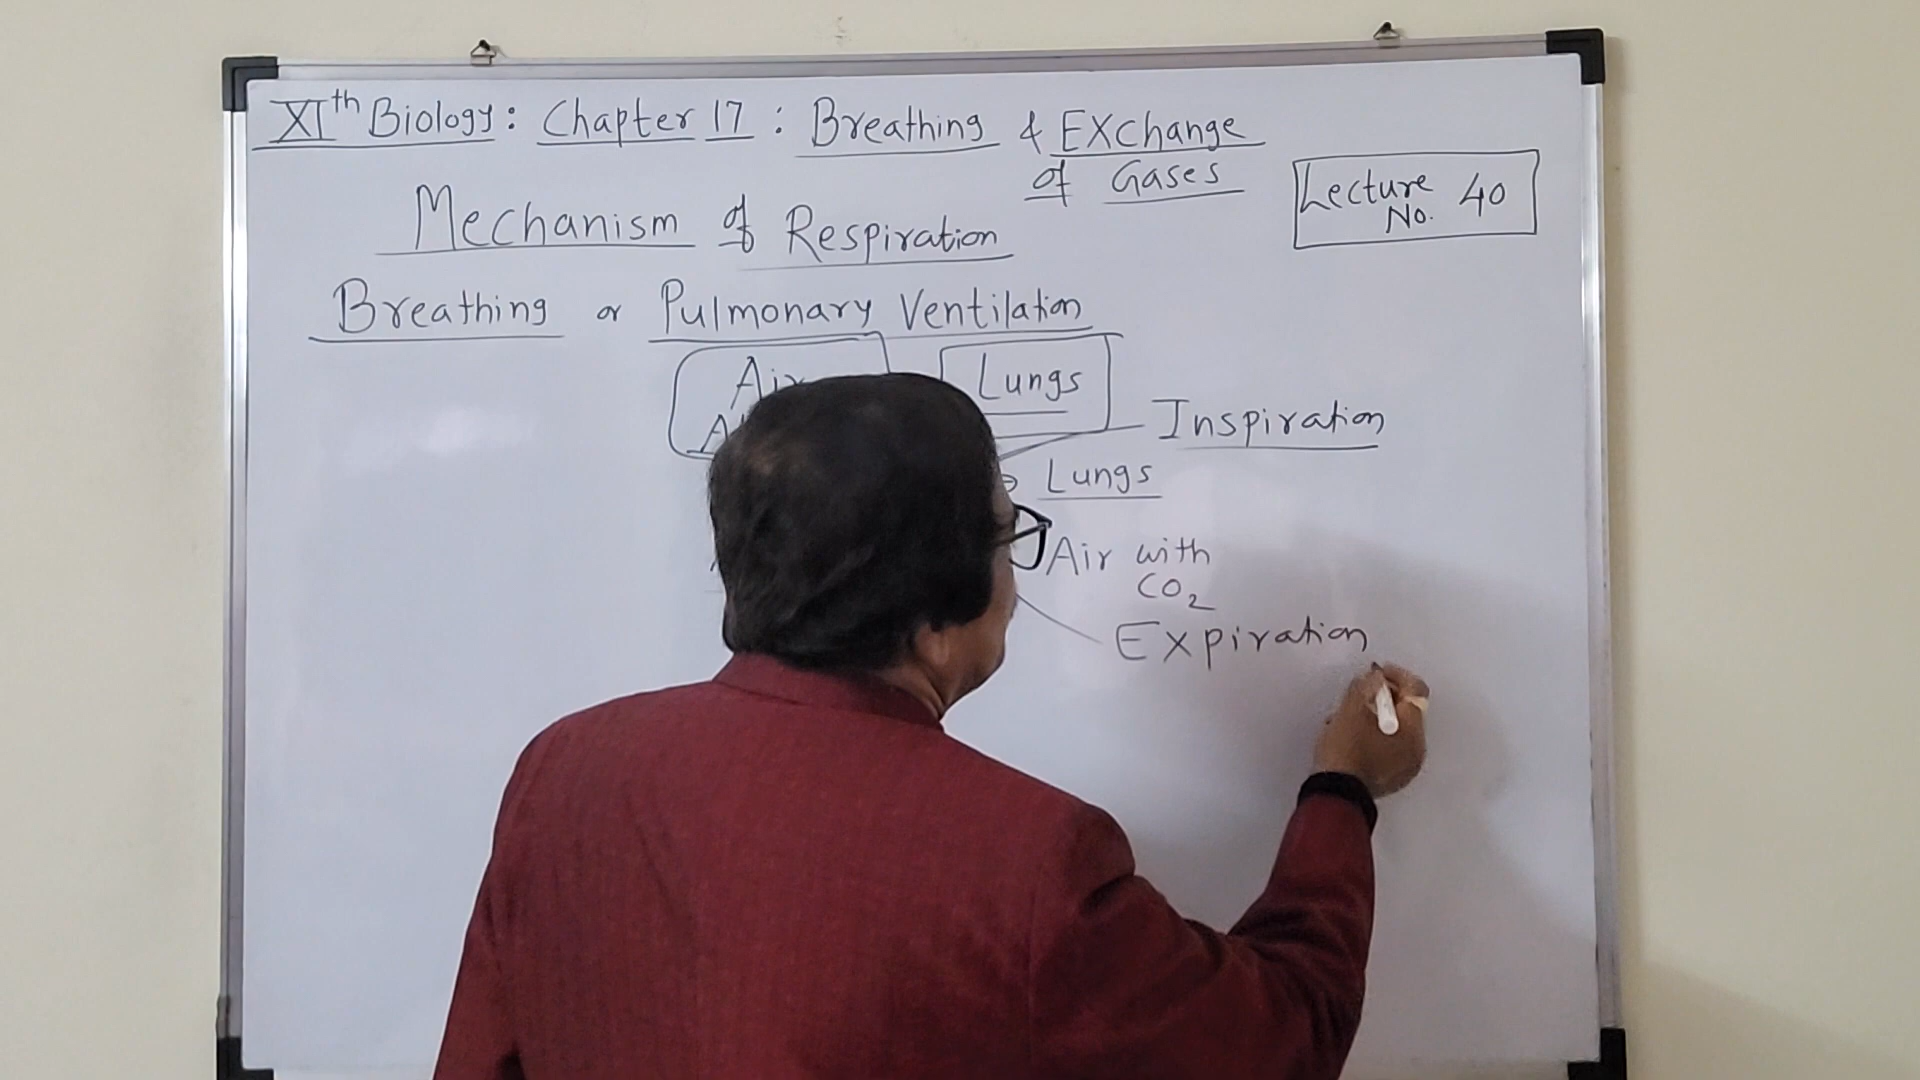 XIth Biology: Chapter 17: Breathing & EXchange
of Gases
Lecture
No. 40
Mechanism of Respiration
Breathing or Pulmonary Ventilation
Air Lungs
Inspiration
Lungs
Air with
CO2
Expiration